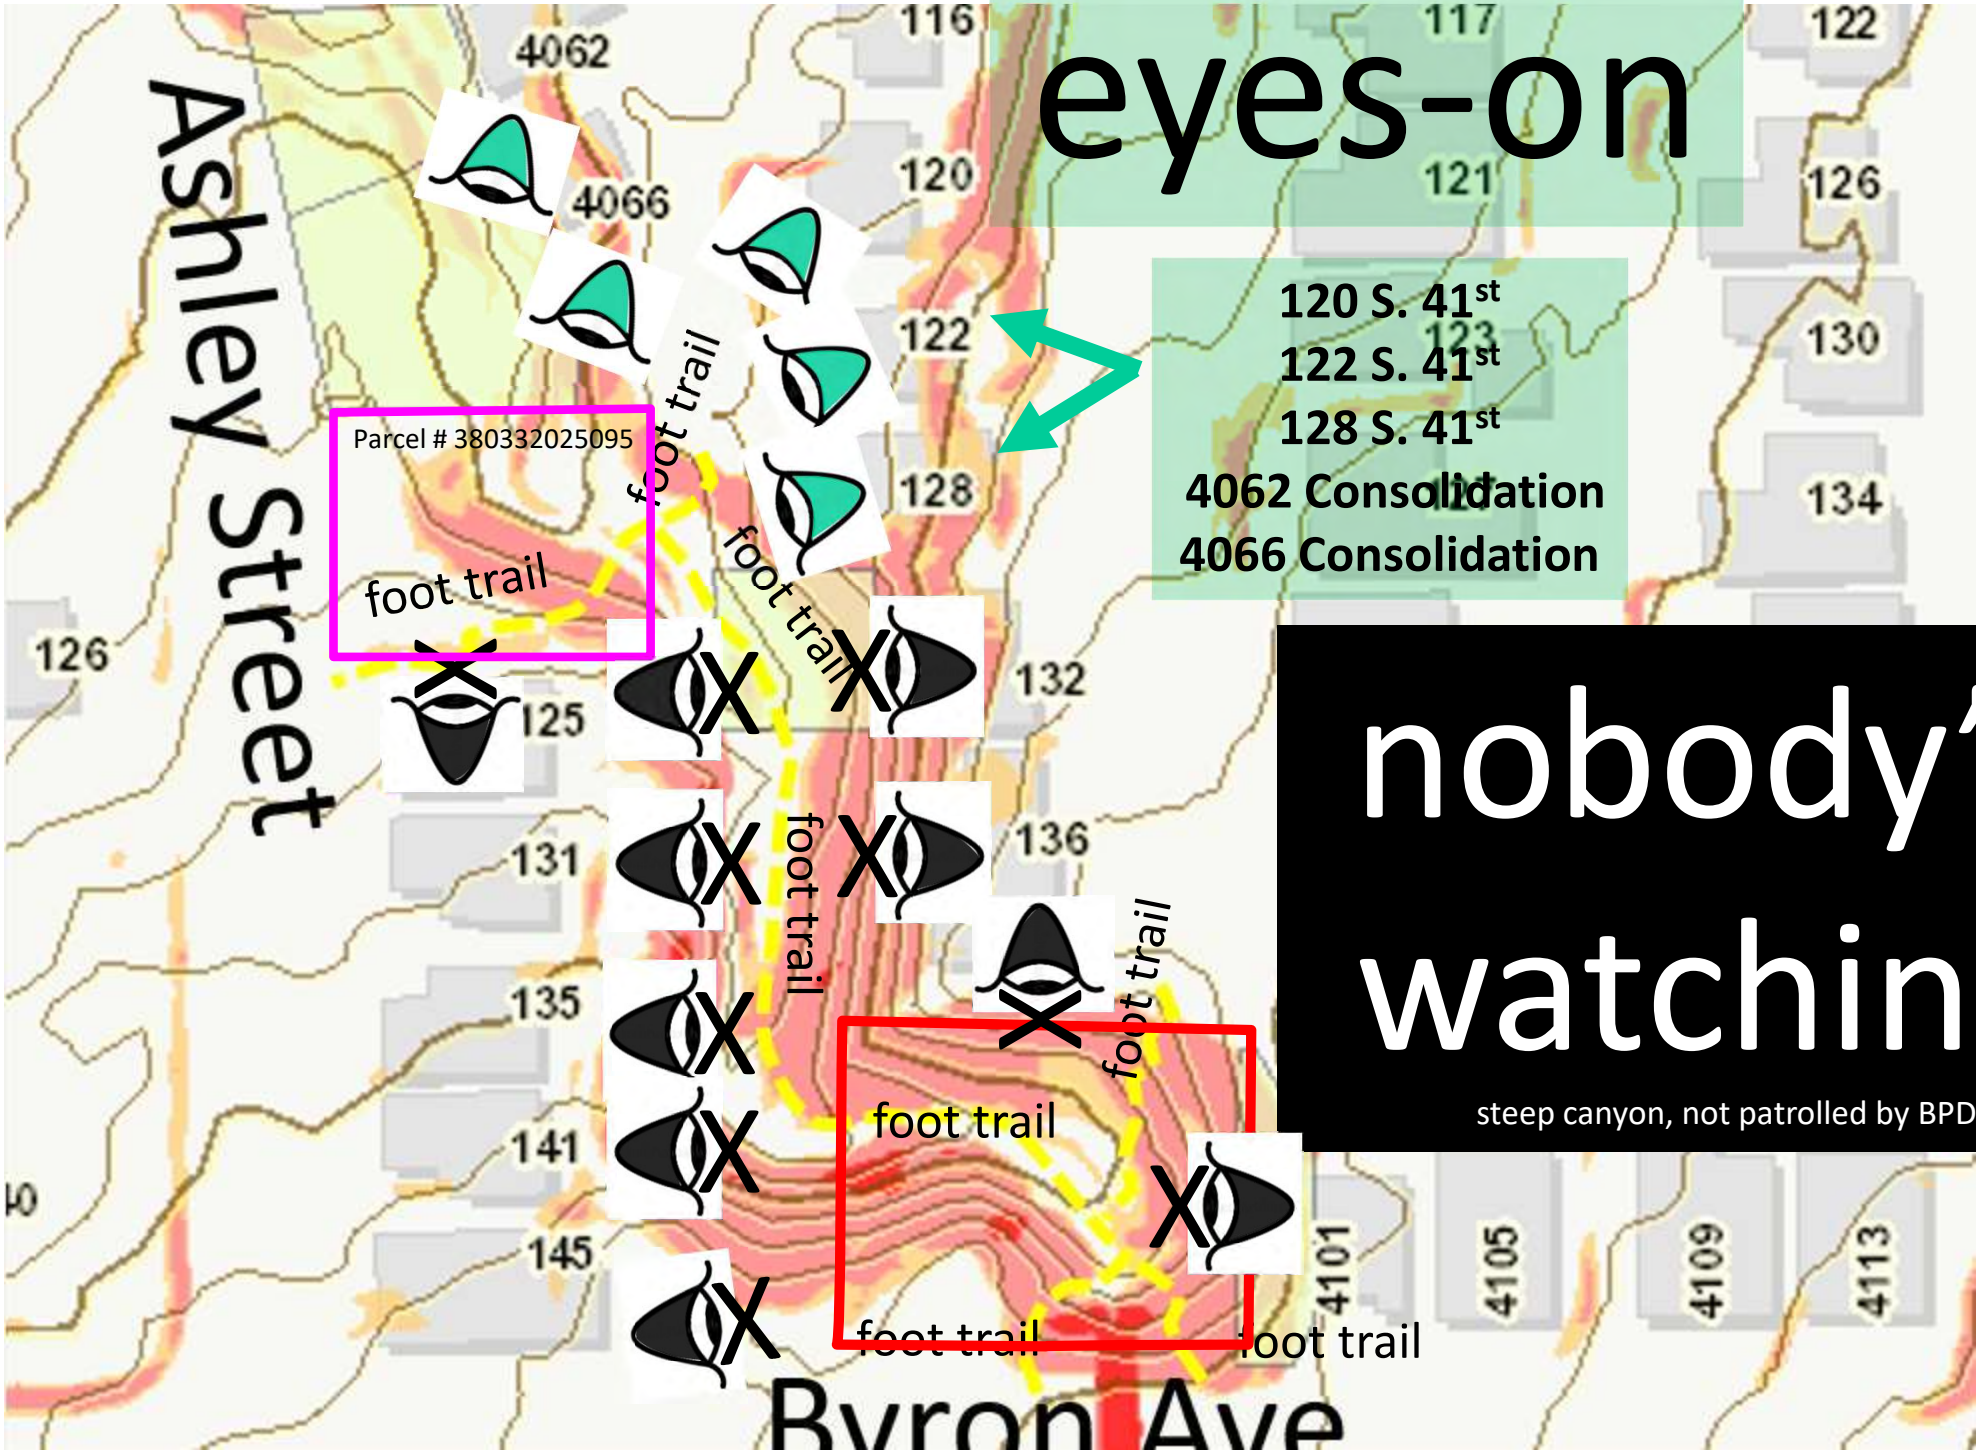 116
eyes-on
117
122
4062
Ashley Street
120
121
126
4066
120 S. 41st
122
122 S. 41st
123
130
foot trail
128 S. 41st
Parcel # 380332025095
128
4062 Consolidation
127
134
4066 Consolidation
foot trail
foot trail
126
132
125
nobody’
131
136
foot trail
foot trail
watchin
135
foot trail
steep canyon, not patrolled by BPD
141
40
145
4101
4105
4109
4113
foot trail
foot trail
Byron Ave
X
X
X
X
X
X
X
X
X
X